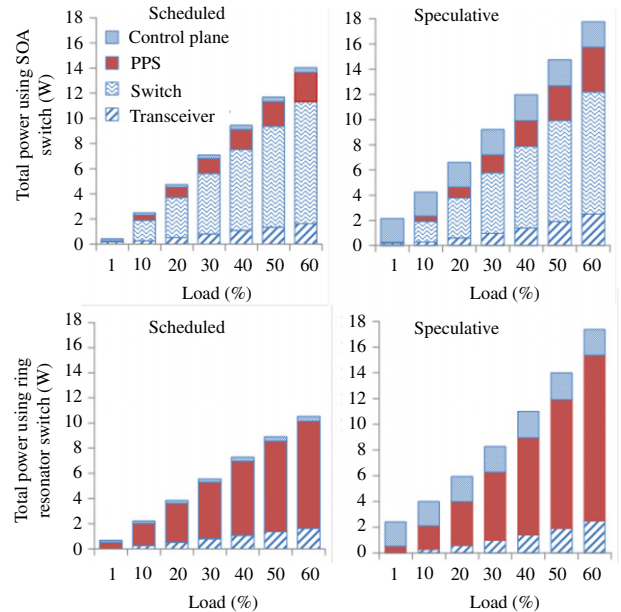 Scheduled
Speculative
Total power using SOA
switch (W)
18
16
14
12
10
8
6
4
2
0
Control plane
PPS
Switch
Transceiver
1 10 20 30 40 50 60
Load (%)
18
16
14
12
10
8
6
4
2
0
1 10 20 30 40 50 60
Load (%)
Scheduled
Speculative
Total power using ring
resonator switch (W)
18
16
14
12
10
8
6
4
2
0
1 10 20 30 40 50 60
Load (%)
18
16
14
12
10
8
6
4
2
0
1 10 20 30 40 50 60
Load (%)